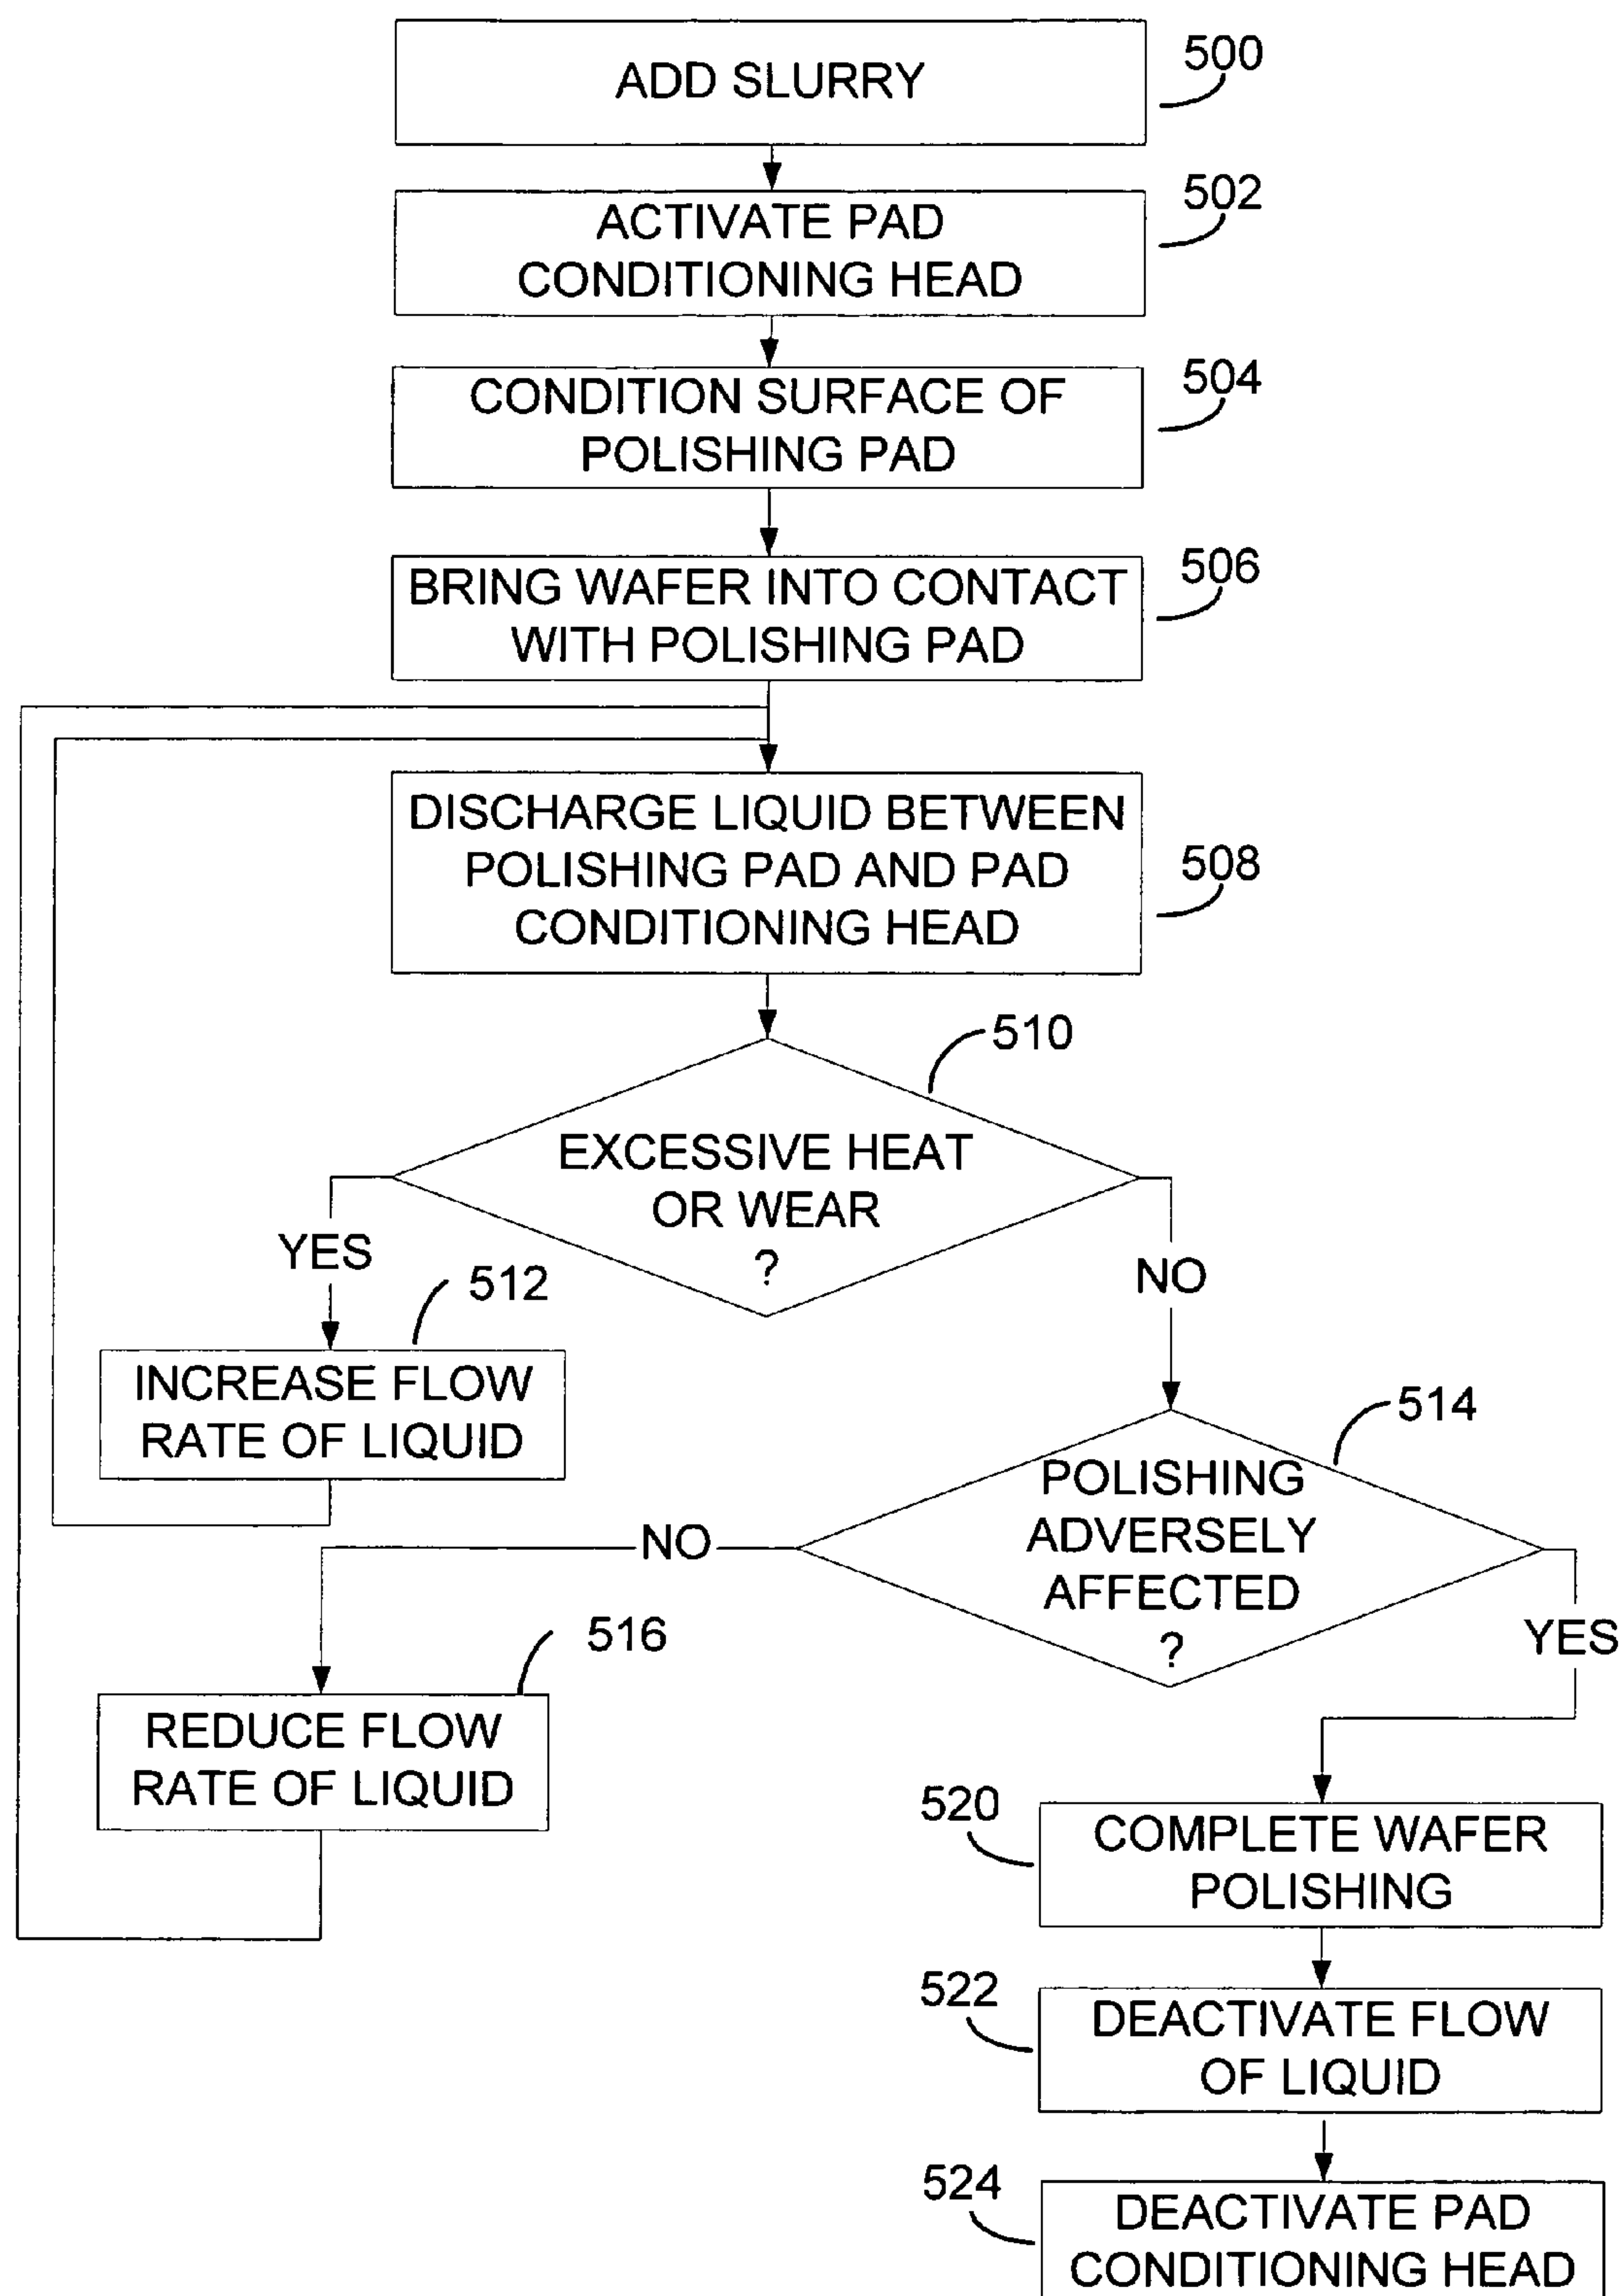 ADD SLURRY
500
ACTIVATE PAD
CONDITIONING HEAD
502
CONDITION SURFACE OF
POLISHING PAD
504
BRING WAFER INTO CONTACT
WITH POLISHING PAD
506
DISCHARGE LIQUID BETWEEN
POLISHING PAD AND PAD
CONDITIONING HEAD
508
510
EXCESSIVE HEAT
OR WEAR
?
YES
NO
512
INCREASE FLOW
RATE OF LIQUID
514
POLISHING
ADVERSELY
AFFECTED
?
NO
YES
516
REDUCE FLOW
RATE OF LIQUID
520
COMPLETE WAFER
POLISHING
522
DEACTIVATE FLOW
OF LIQUID
524
DEACTIVATE PAD
CONDITIONING HEAD